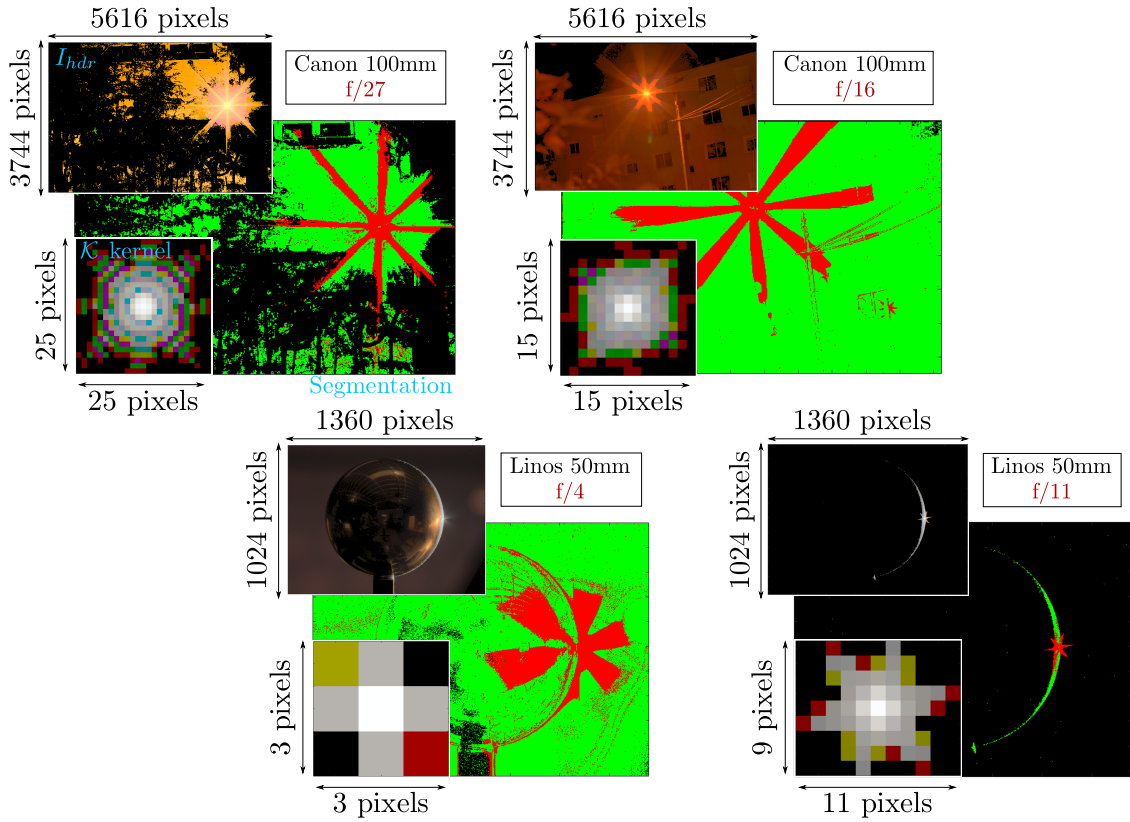 5616 pixels
3744 pixels
I_{hdr}
Canon 100mm
f/27
K kernel
25 pixels
25 pixels
Segmentation
5616 pixels
3744 pixels
Canon 100mm
f/16
15 pixels
15 pixels
1360 pixels
1024 pixels
Linos 50mm
f/4
3 pixels
3 pixels
1360 pixels
1024 pixels
Linos 50mm
f/11
9 pixels
11 pixels